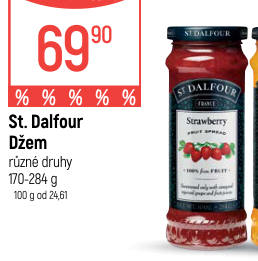 69⁹⁰
% % % % %
St. Dalfour
Džem
různé druhy
170-284 g
100 g od 24,61
ST. DALFOUR
FRANCE
Strawberry
FRUIT SPREAD
100% from FRUIT